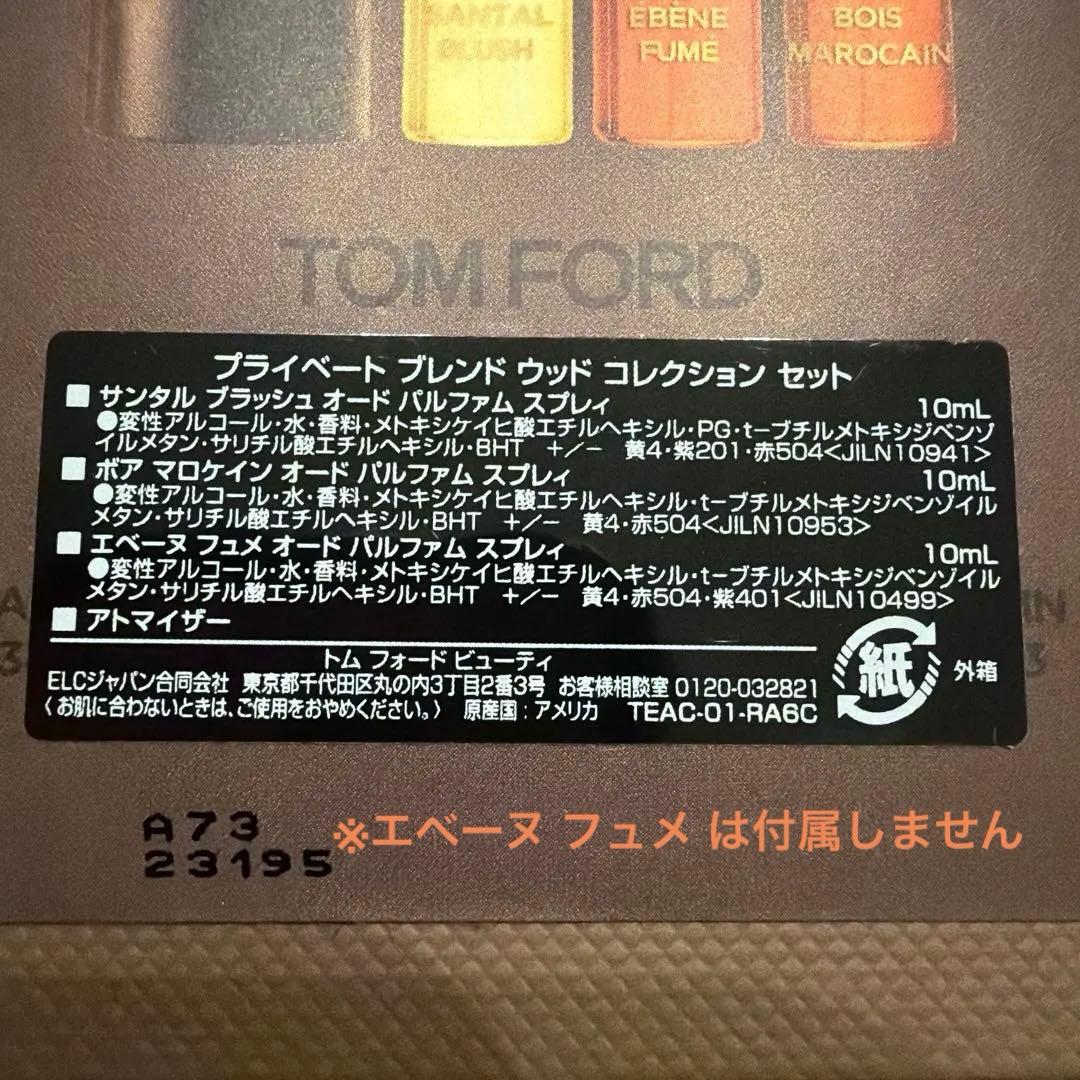 SANTAL
BLUSH
ÉBÈNE
FUMÉ
BOIS
MAROCAIN
TOM FORD
プライベート ブレンド ウッド コレクション セット
■ サンタル ブラッシュ オード パルファム スプレィ 10mL
●変性アルコール・水・香料・メトキシケイヒ酸エチルヘキシル・PG・t-ブチルメトキシジベンゾ
イルメタン・サリチル酸エチルヘキシル・BHT +/− 黄4・紫201・赤504<JILN10941>
■ ボア マロケイン オード パルファム スプレィ 10mL
●変性アルコール・水・香料・メトキシケイヒ酸エチルヘキシル・t-ブチルメトキシジベンゾイル
メタン・サリチル酸エチルヘキシル・BHT +/− 黄4・赤504<JILN10953>
■ エベーヌ フュメ オード パルファム スプレィ 10mL
●変性アルコール・水・香料・メトキシケイヒ酸エチルヘキシル・t-ブチルメトキシジベンゾイル
メタン・サリチル酸エチルヘキシル・BHT +/− 黄4・赤504・紫401<JILN10499>
■ アトマイザー
トム フォード ビューティ
ELCジャパン合同会社 東京都千代田区丸の内3丁目2番3号 お客様相談室 0120-032821
〈お肌に合わないときは、ご使用をおやめください。〉 原産国:アメリカ TEAC-01-RA6C
紙 外箱
A73
23195
※エベーヌ フュメ は付属しません